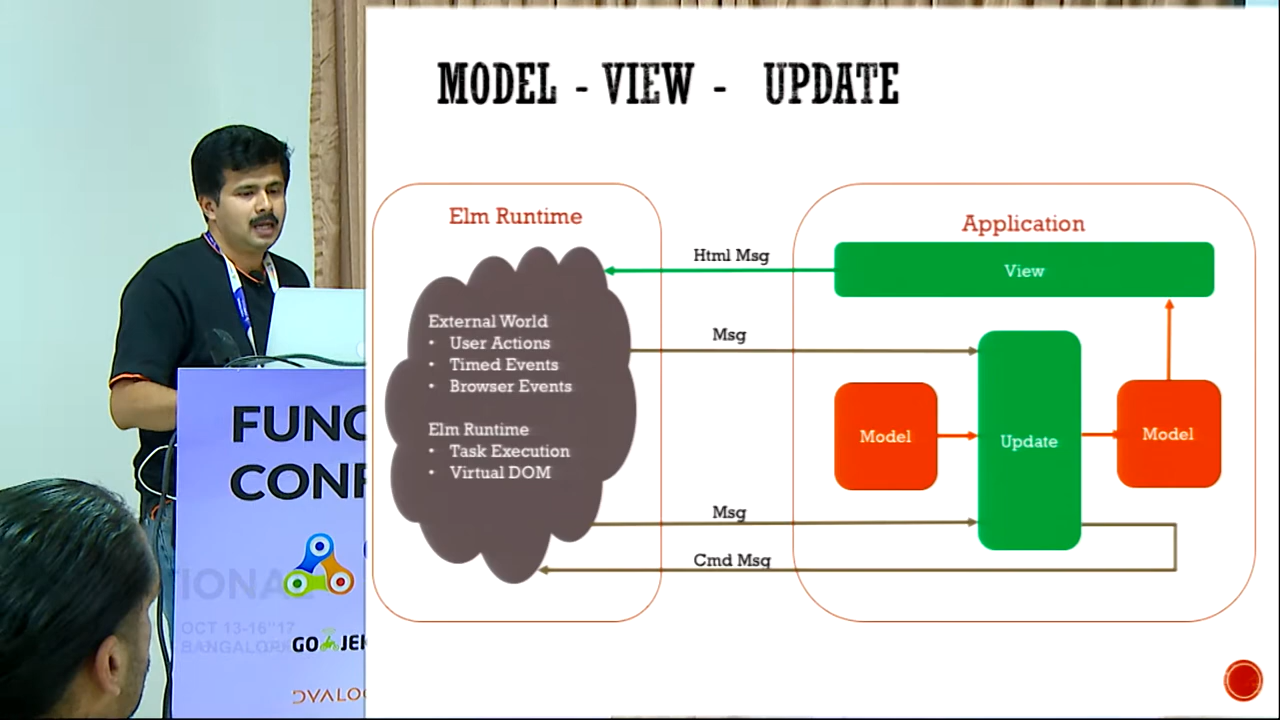 MODEL - VIEW - UPDATE
Elm Runtime
Application
Html Msg
View
External World
• User Actions
• Timed Events
• Browser Events
Msg
Elm Runtime
• Task Execution
• Virtual DOM
Model
Update
Model
Msg
Cmd Msg
FUNC
CONF
TIONAL
OCT 13-16"17
BANGALOR
GO JEK